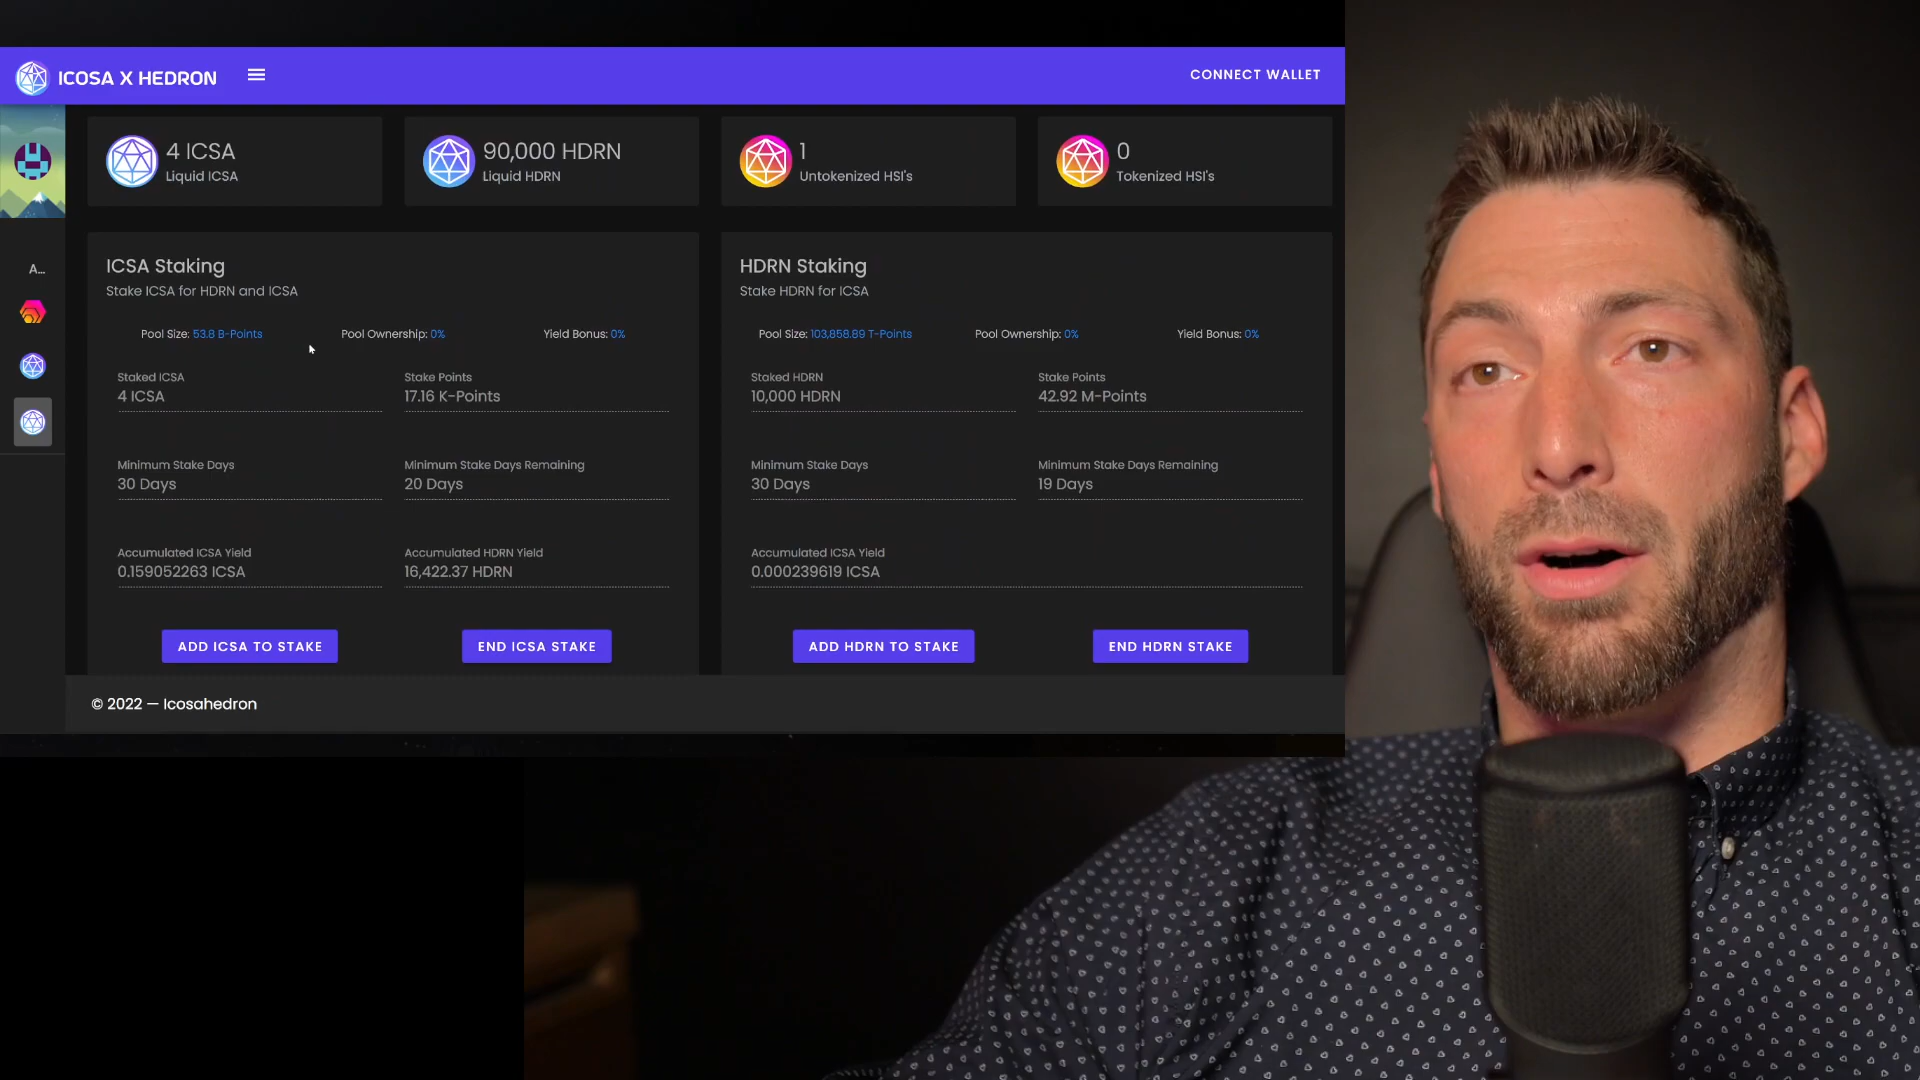 ICOSA X HEDRON
CONNECT WALLET
4 ICSA
Liquid ICSA
90,000 HDRN
Liquid HDRN
1
Untokenized HSI's
0
Tokenized HSI's
A...
ICSA Staking
Stake ICSA for HDRN and ICSA
Pool Size: 53.8 B-Points
Pool Ownership: 0%
Yield Bonus: 0%
Staked ICSA
4 ICSA
Stake Points
17.16 K-Points
Minimum Stake Days
30 Days
Minimum Stake Days Remaining
20 Days
Accumulated ICSA Yield
0.159052263 ICSA
Accumulated HDRN Yield
16,422.37 HDRN
ADD ICSA TO STAKE
END ICSA STAKE
HDRN Staking
Stake HDRN for ICSA
Pool Size: 103,858.89 T-Points
Pool Ownership: 0%
Yield Bonus: 0%
Staked HDRN
10,000 HDRN
Stake Points
42.92 M-Points
Minimum Stake Days
30 Days
Minimum Stake Days Remaining
19 Days
Accumulated ICSA Yield
0.000239619 ICSA
ADD HDRN TO STAKE
END HDRN STAKE
© 2022 — Icosahedron